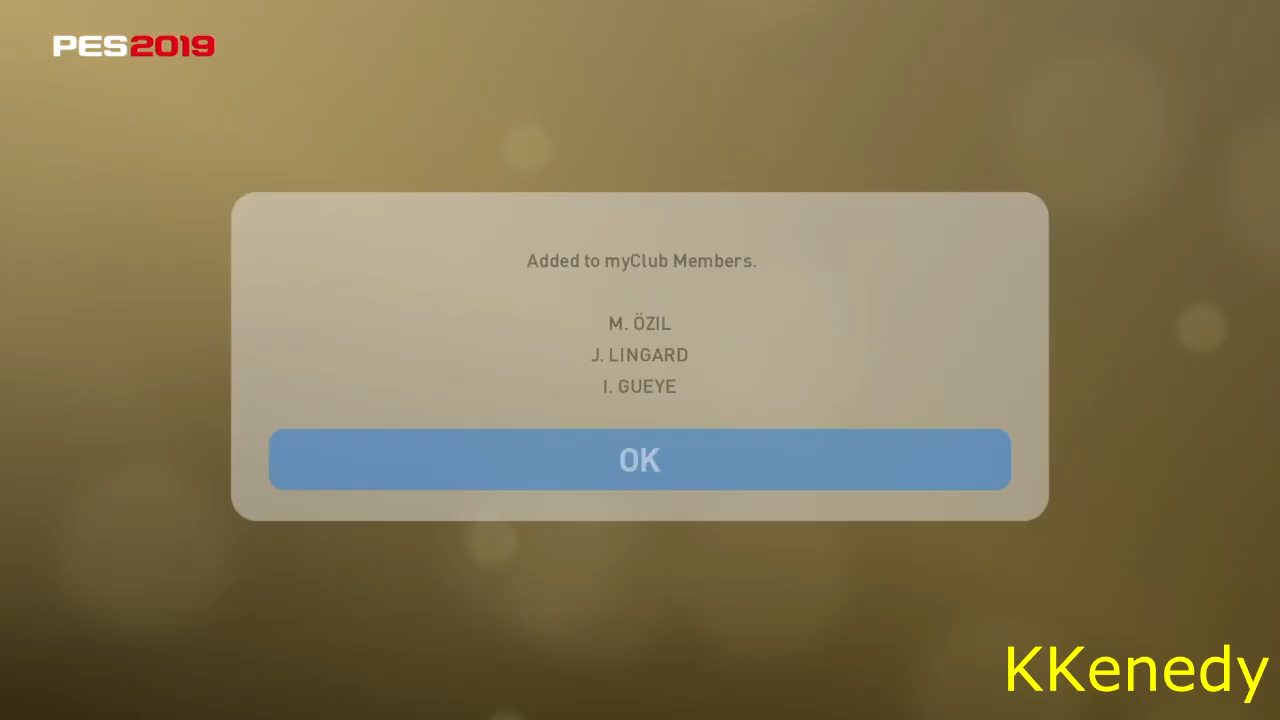 PES2019
Added to myClub Members.
M. ÖZIL
J. LINGARD
I. GUEYE
OK
KKenedy